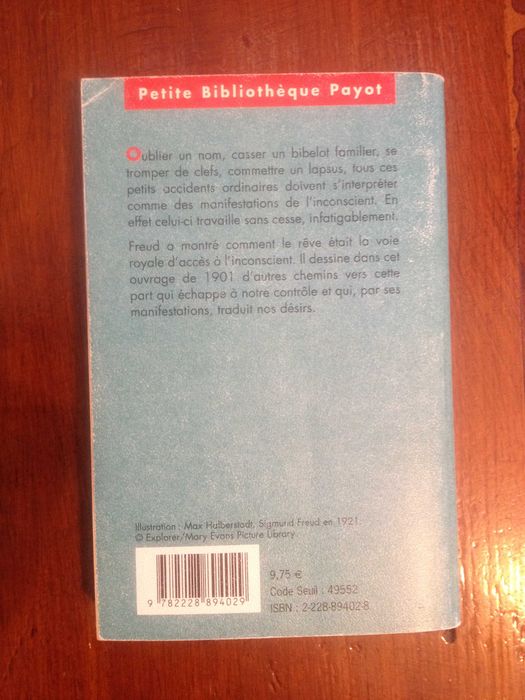 Petite Bibliothèque Payot
Oublier un nom, casser un bibelot familier, se
tromper de clefs, commettre un lapsus, tous ces
petits accidents ordinaires doivent s'interpréter
comme des manifestations de l'inconscient. En
effet celui-ci travaille sans cesse, infatigablement.
Freud a montré comment le rêve était la voie
royale d'accès à l'inconscient. Il dessine dans cet
ouvrage de 1901 d'autres chemins vers cette
part qui échappe à notre contrôle et qui, par ses
manifestations, traduit nos désirs.
Illustration : Max Halberstadt, Sigmund Freud en 1921.
© Explorer/Mary Evans Picture Library
9 782228 894029
9,75 €
Code Seuil : 49552
ISBN : 2-228-89402-8